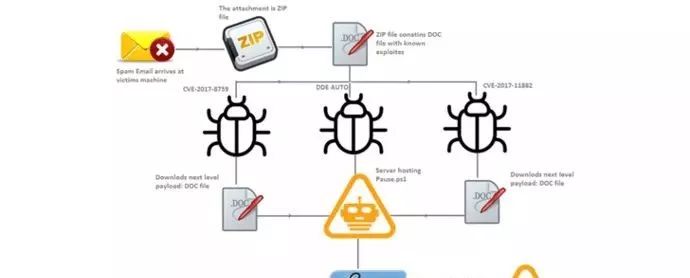 The attachment is ZIP
file
ZIP
.DOC
ZIP file constins DOC
file with known
exploites
Spam Email arrives at
victims machine
CVE-2017-8759
DDE AUTO
CVE-2017-11882
Downlods next level
payload: DOC file
.DOC
Server hosting
Pause.ps1
Downlods next level
payload: DOC file
.DOC